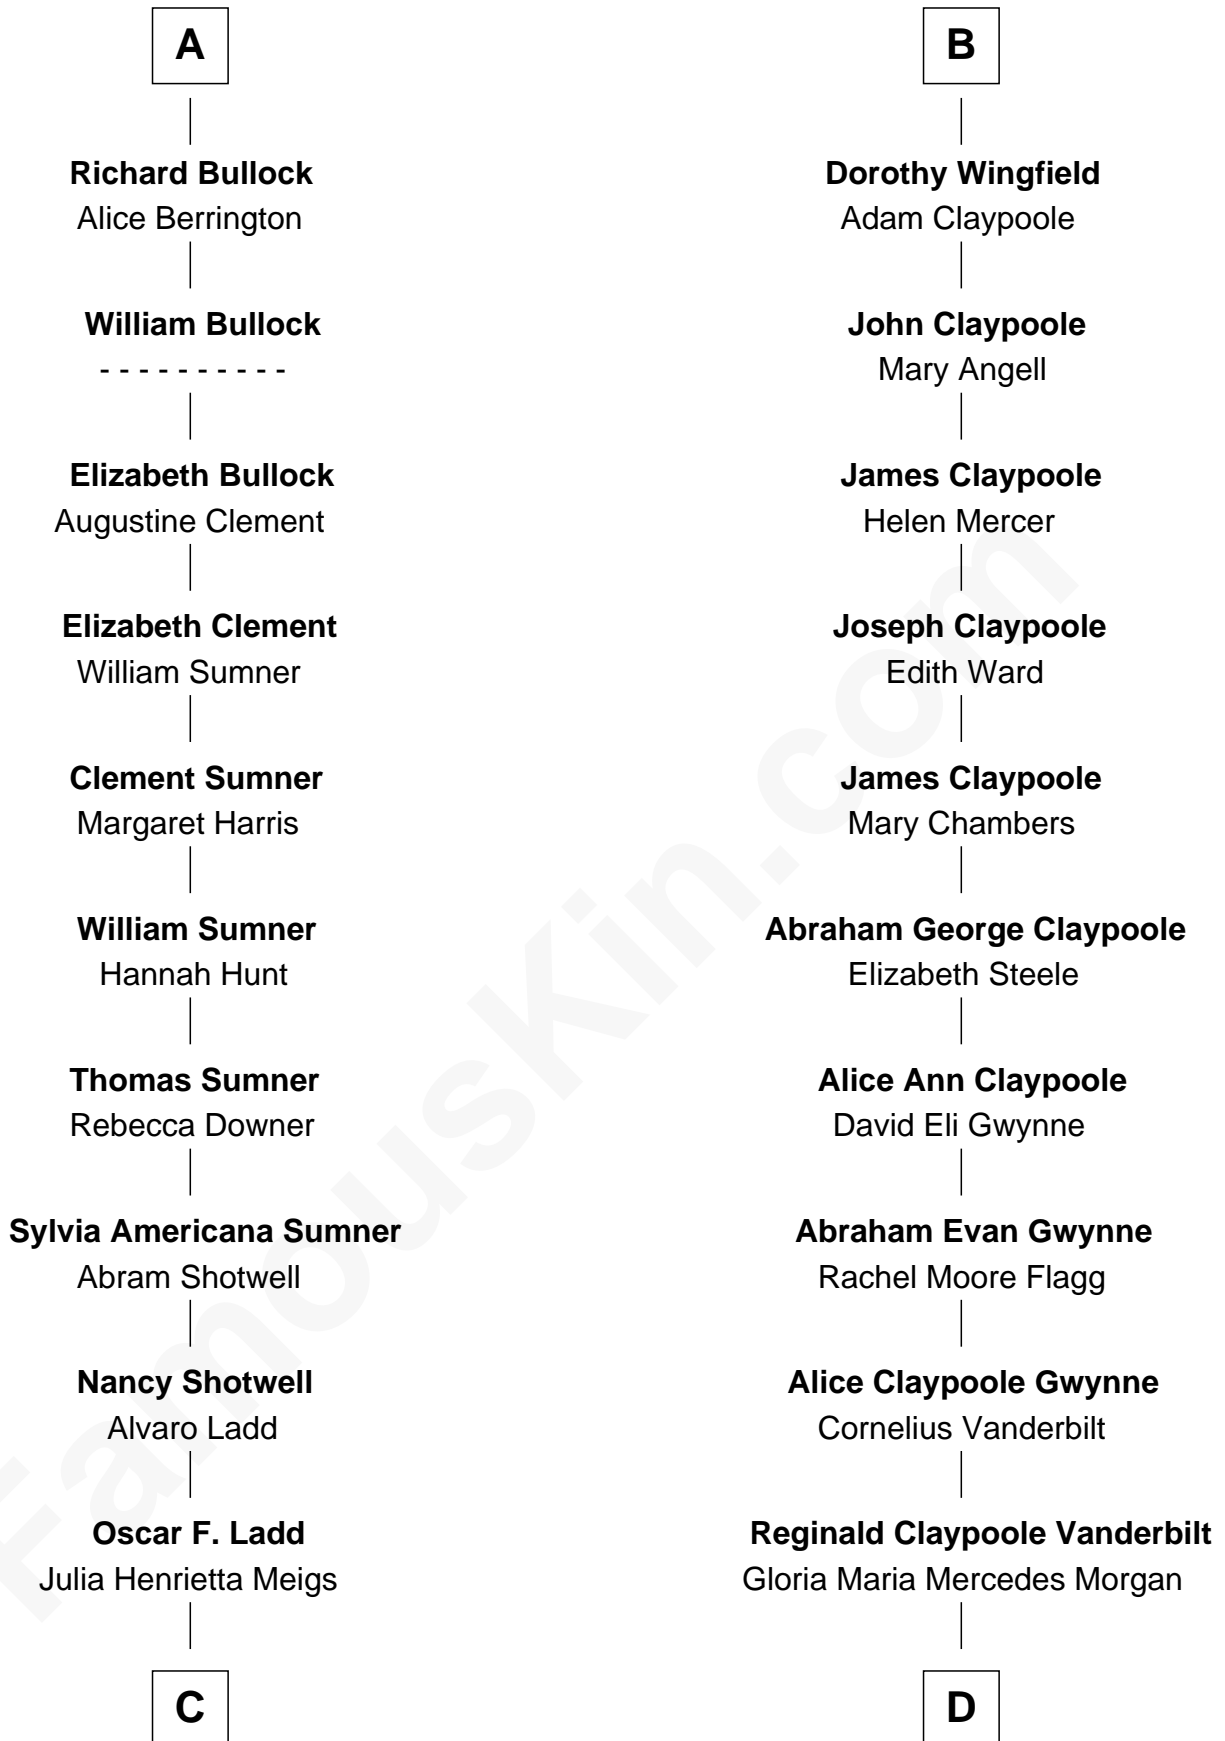 A
Richard Bullock
Alice Berrington
William Bullock
- - - - - - - - - -
Elizabeth Bullock
Augustine Clement
Elizabeth Clement
William Sumner
Clement Sumner
Margaret Harris
William Sumner
Hannah Hunt
Thomas Sumner
Rebecca Downer
Sylvia Americana Sumner
Abram Shotwell
Nancy Shotwell
Alvaro Ladd
Oscar F. Ladd
Julia Henrietta Meigs
C
B
Dorothy Wingfield
Adam Claypoole
John Claypoole
Mary Angell
James Claypoole
Helen Mercer
Joseph Claypoole
Edith Ward
James Claypoole
Mary Chambers
Abraham George Claypoole
Elizabeth Steele
Alice Ann Claypoole
David Eli Gwynne
Abraham Evan Gwynne
Rachel Moore Flagg
Alice Claypoole Gwynne
Cornelius Vanderbilt
Reginald Claypoole Vanderbilt
Gloria Maria Mercedes Morgan
D
FamousKin.com